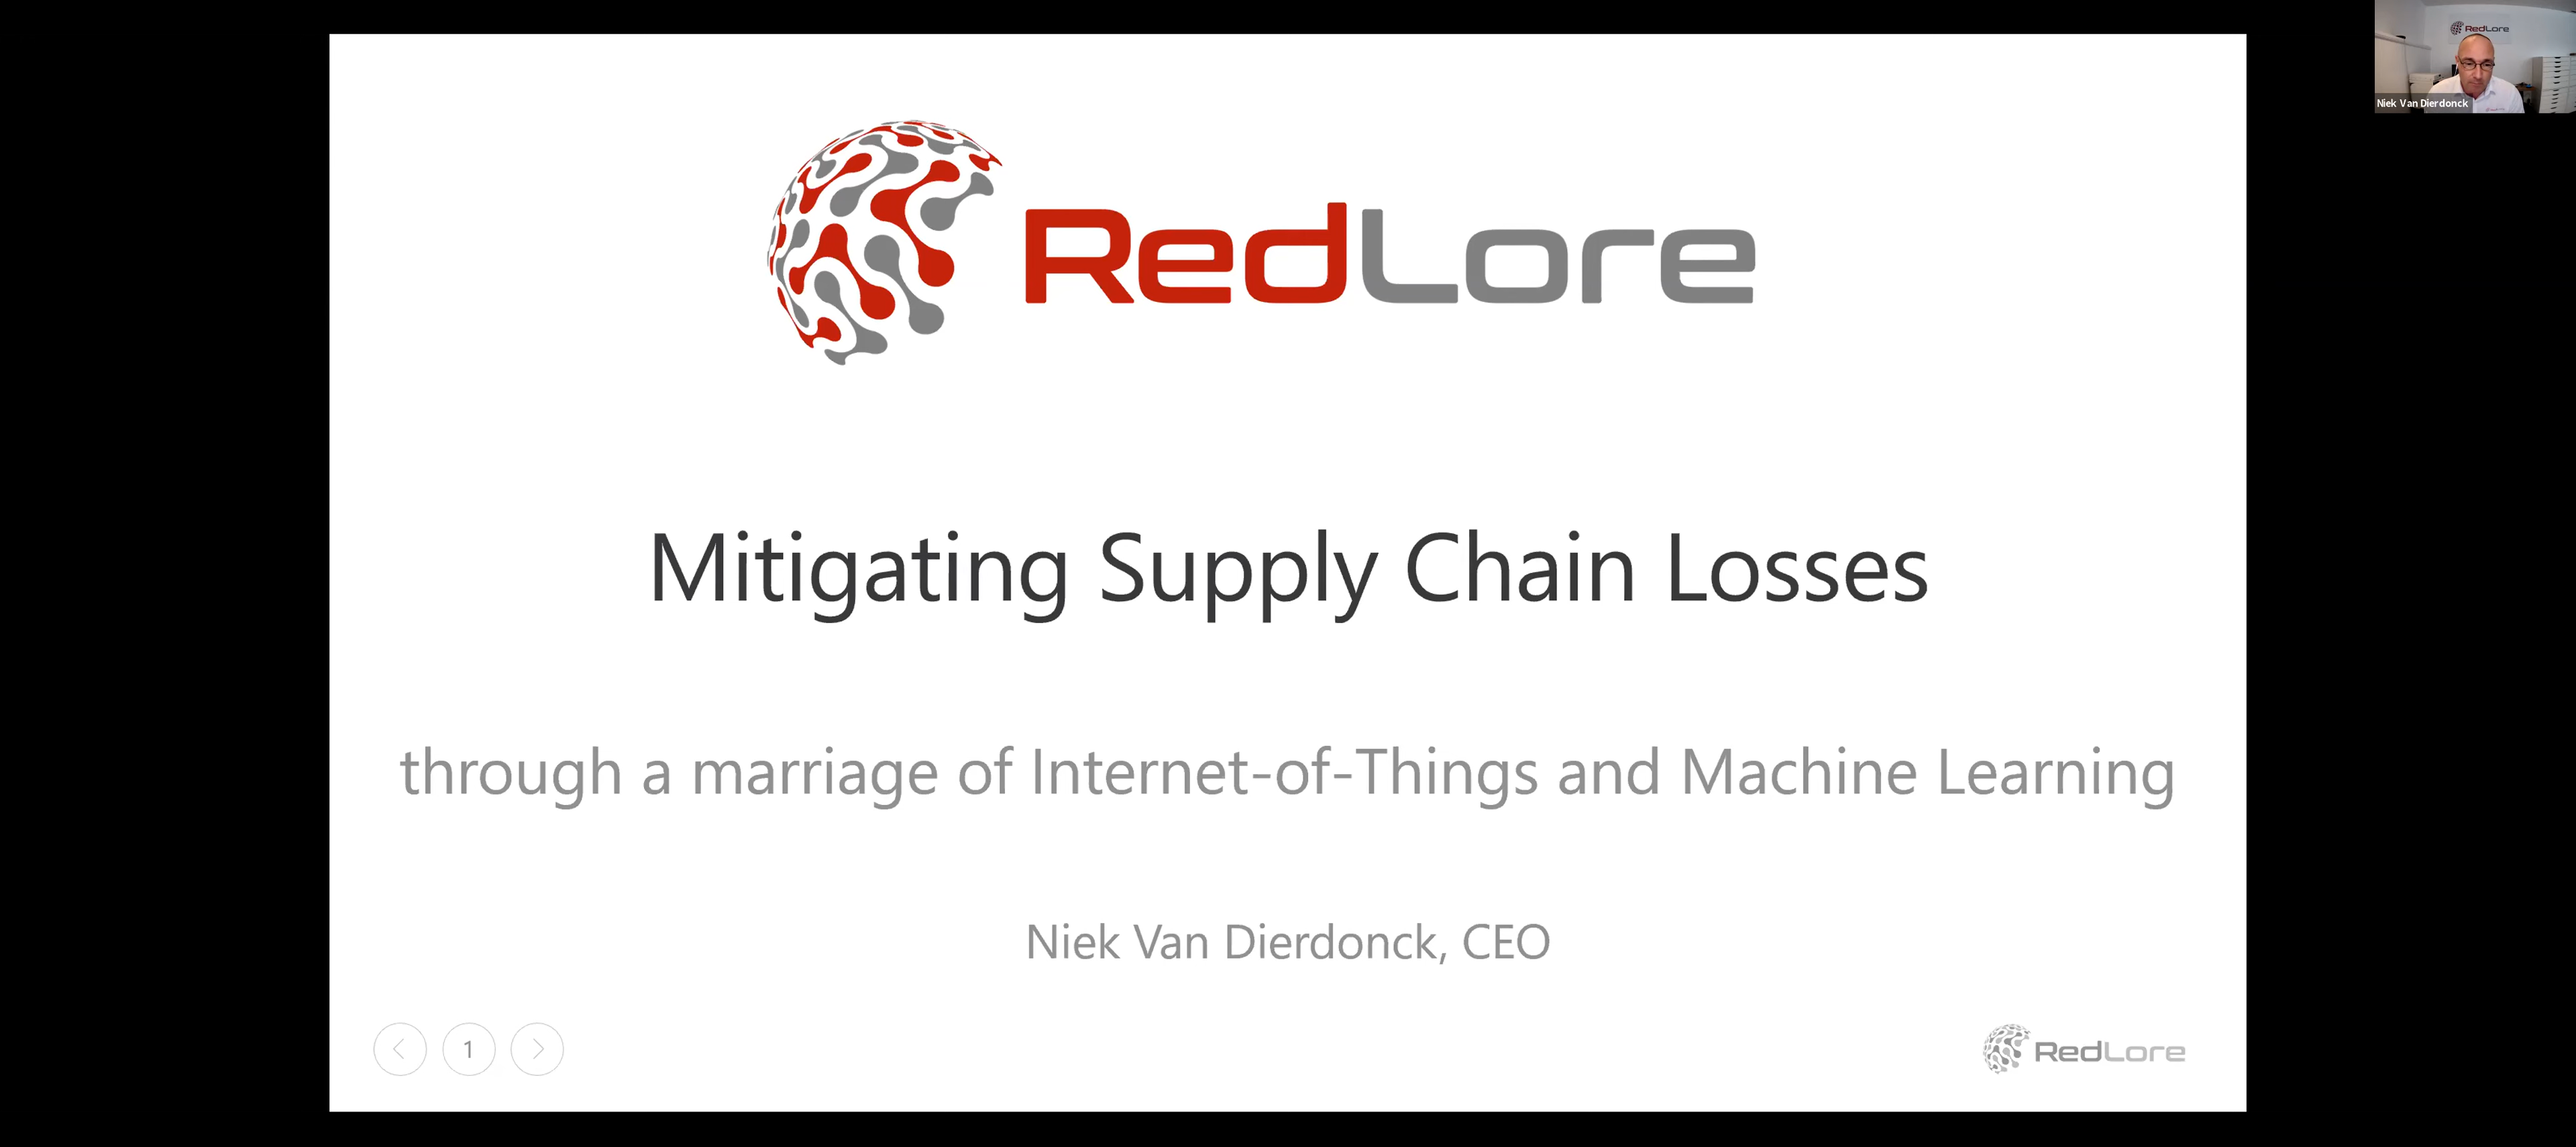 RedLore
Niek Van Dierdonck
RedLore
Mitigating Supply Chain Losses
through a marriage of Internet-of-Things and Machine Learning
Niek Van Dierdonck, CEO
1
RedLore